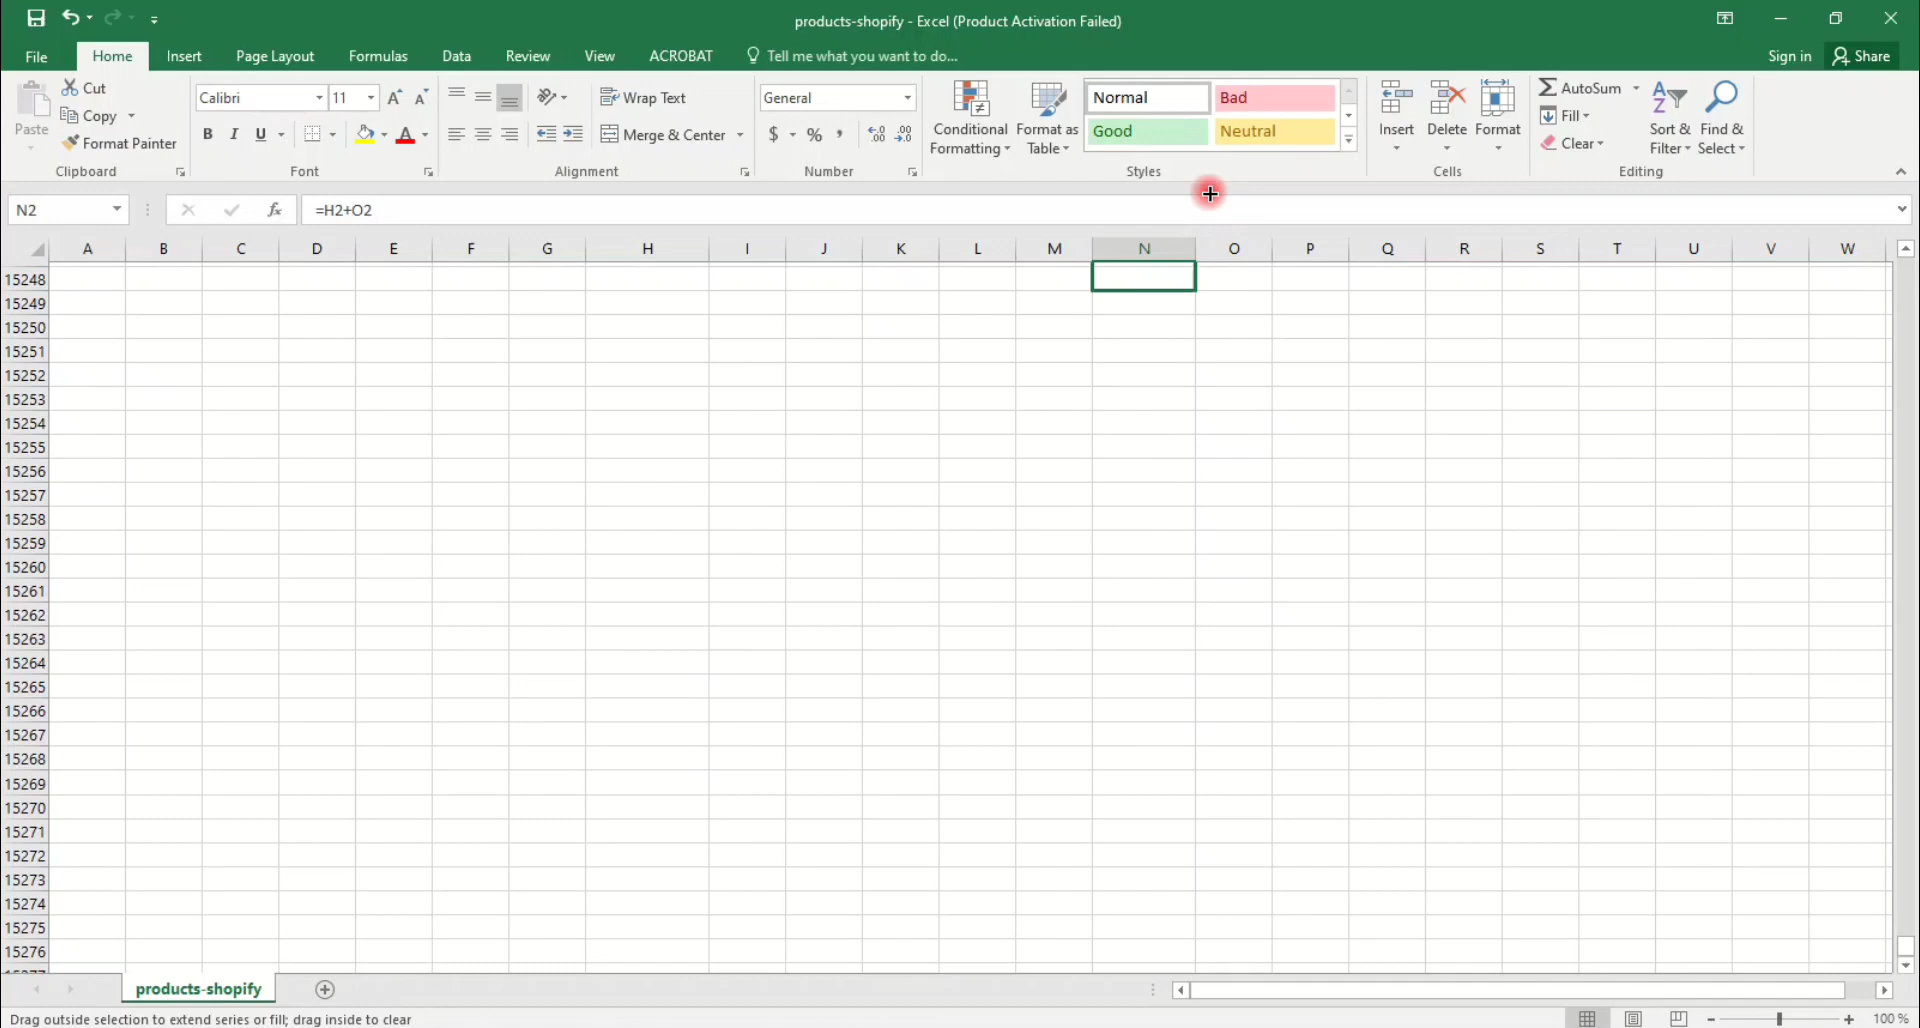 products-shopify - Excel (Product Activation Failed)
File Home Insert Page Layout Formulas Data Review View ACROBAT Tell me what you want to do... Sign in Share
Paste
Cut
Copy
Format Painter
Clipboard
Calibri 11
B I U
Font
Wrap Text
Merge & Center
Alignment
General
$ % ,
Number
Conditional
Formatting
Format as
Table
Normal Bad
Good Neutral
Styles
Insert Delete Format
Cells
AutoSum
Fill
Clear
Sort &
Filter
Find &
Select
Editing
N2 fx =H2+O2
A B C D E F G H I J K L M N O P Q R S T U V W
15248
15249
15250
15251
15252
15253
15254
15255
15256
15257
15258
15259
15260
15261
15262
15263
15264
15265
15266
15267
15268
15269
15270
15271
15272
15273
15274
15275
15276
products-shopify
Drag outside selection to extend series or fill; drag inside to clear 100 %